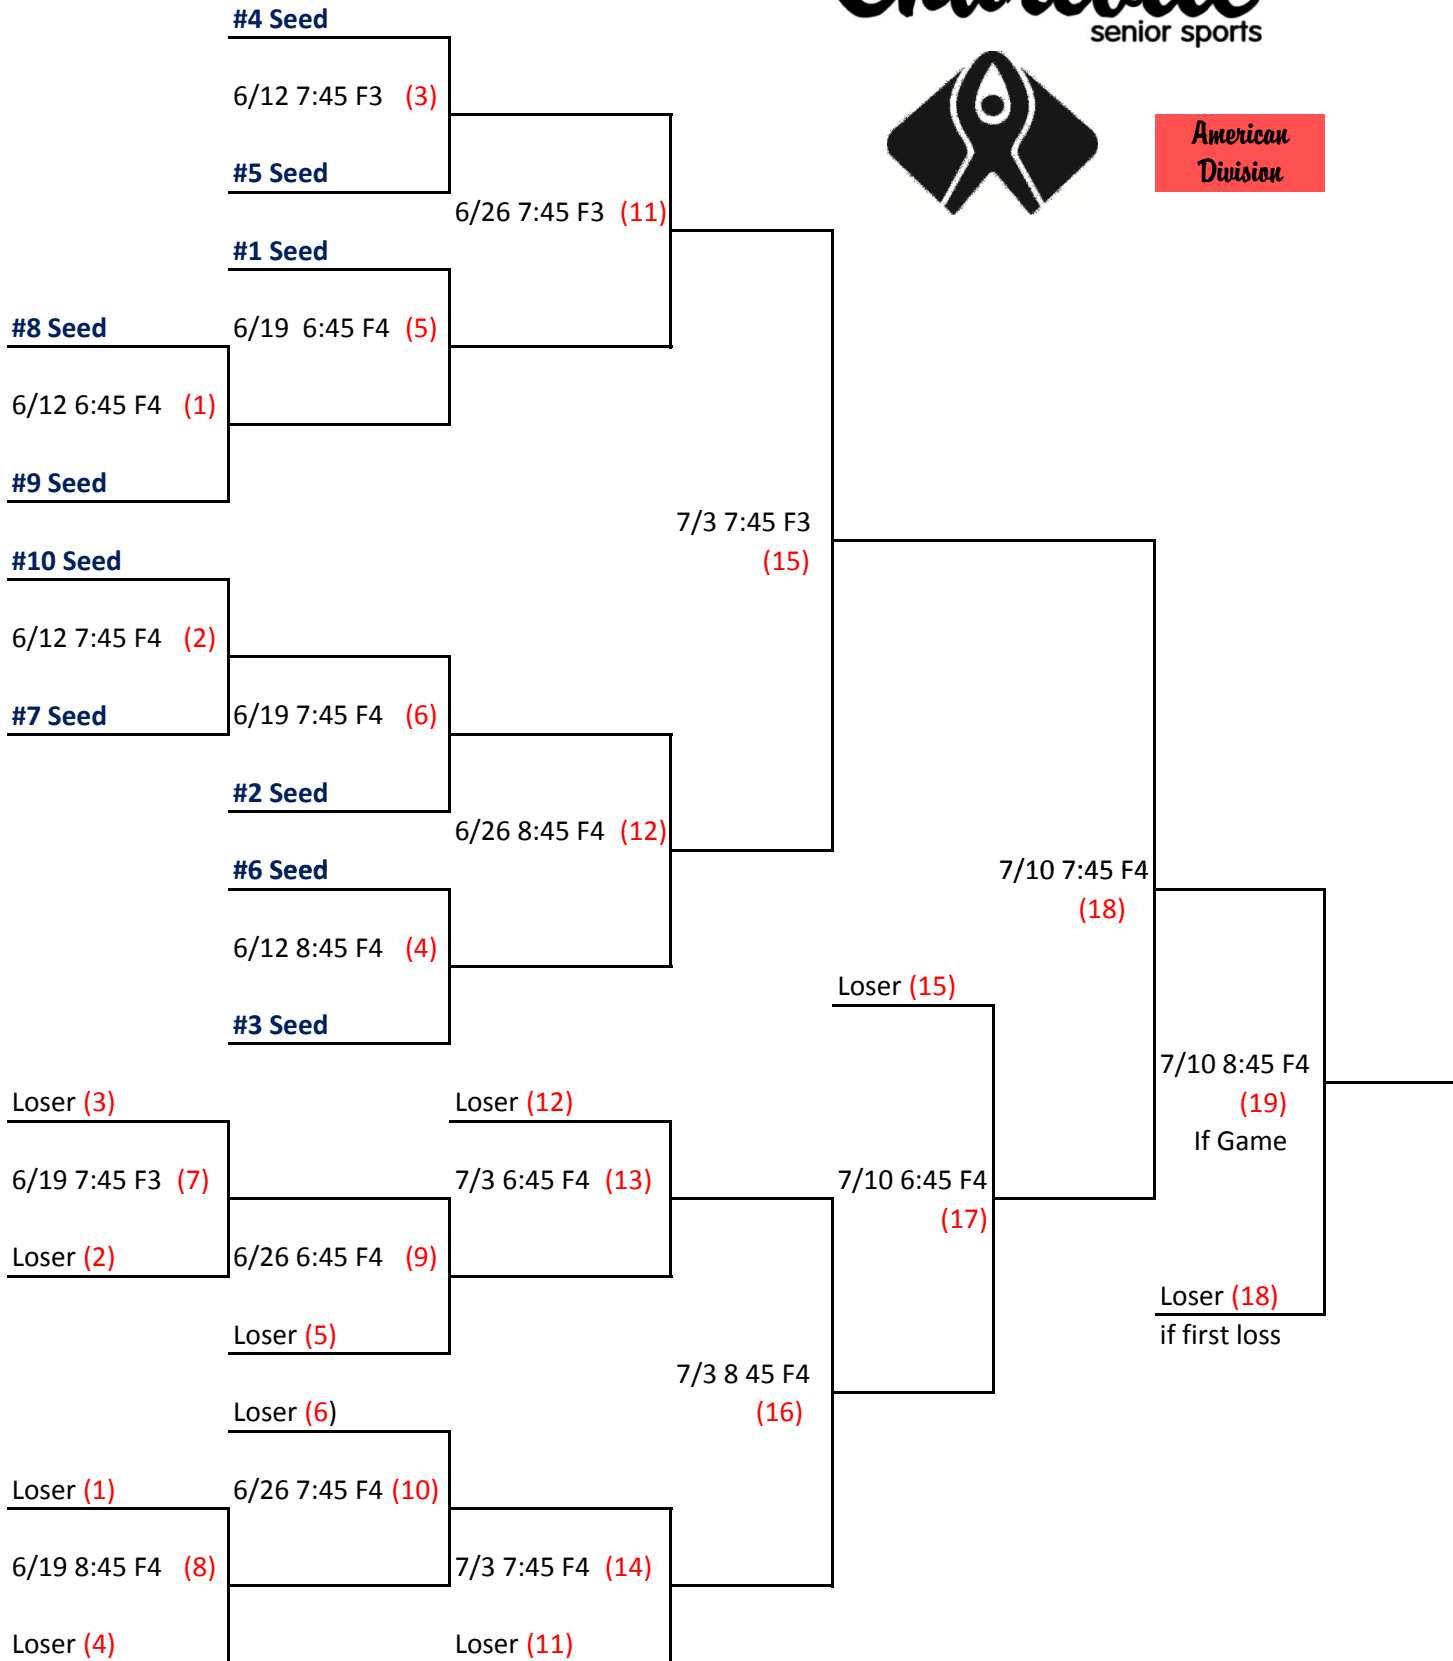 #4 Seed
senior sports
6/12 7:45 F3 (3)
American
Division
#5 Seed
6/26 7:45 F3 (11)
#1 Seed
#8 Seed
6/19 6:45 F4 (5)
6/12 6:45 F4 (1)
#9 Seed
7/3 7:45 F3
(15)
#10 Seed
6/12 7:45 F4 (2)
#7 Seed
6/19 7:45 F4 (6)
#2 Seed
6/26 8:45 F4 (12)
#6 Seed
7/10 7:45 F4
(18)
6/12 8:45 F4 (4)
Loser (15)
#3 Seed
7/10 8:45 F4
(19)
If Game
Loser (3)
Loser (12)
6/19 7:45 F3 (7)
7/3 6:45 F4 (13)
7/10 6:45 F4
(17)
Loser (2)
6/26 6:45 F4 (9)
Loser (18)
if first loss
Loser (5)
7/3 8 45 F4
(16)
Loser (6)
Loser (1)
6/26 7:45 F4 (10)
6/19 8:45 F4 (8)
7/3 7:45 F4 (14)
Loser (4)
Loser (11)